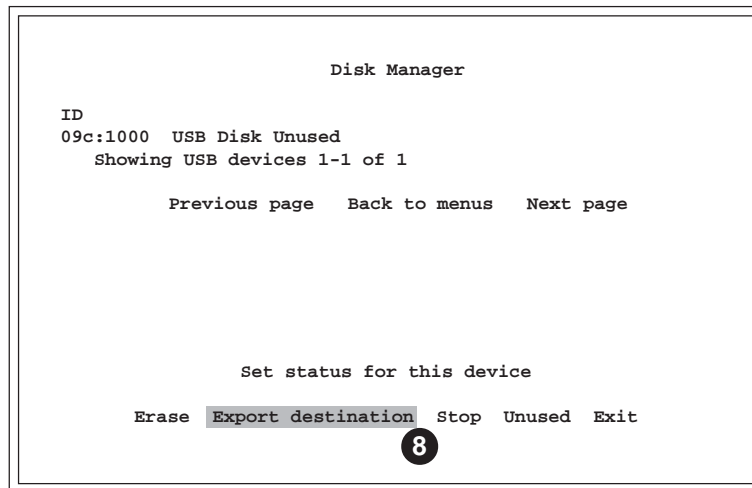 Disk Manager
ID
09c:1000 USB Disk Unused
Showing USB devices 1-1 of 1
Previous page Back to menus Next page
Set status for this device
Erase Export destination Stop Unused Exit
8